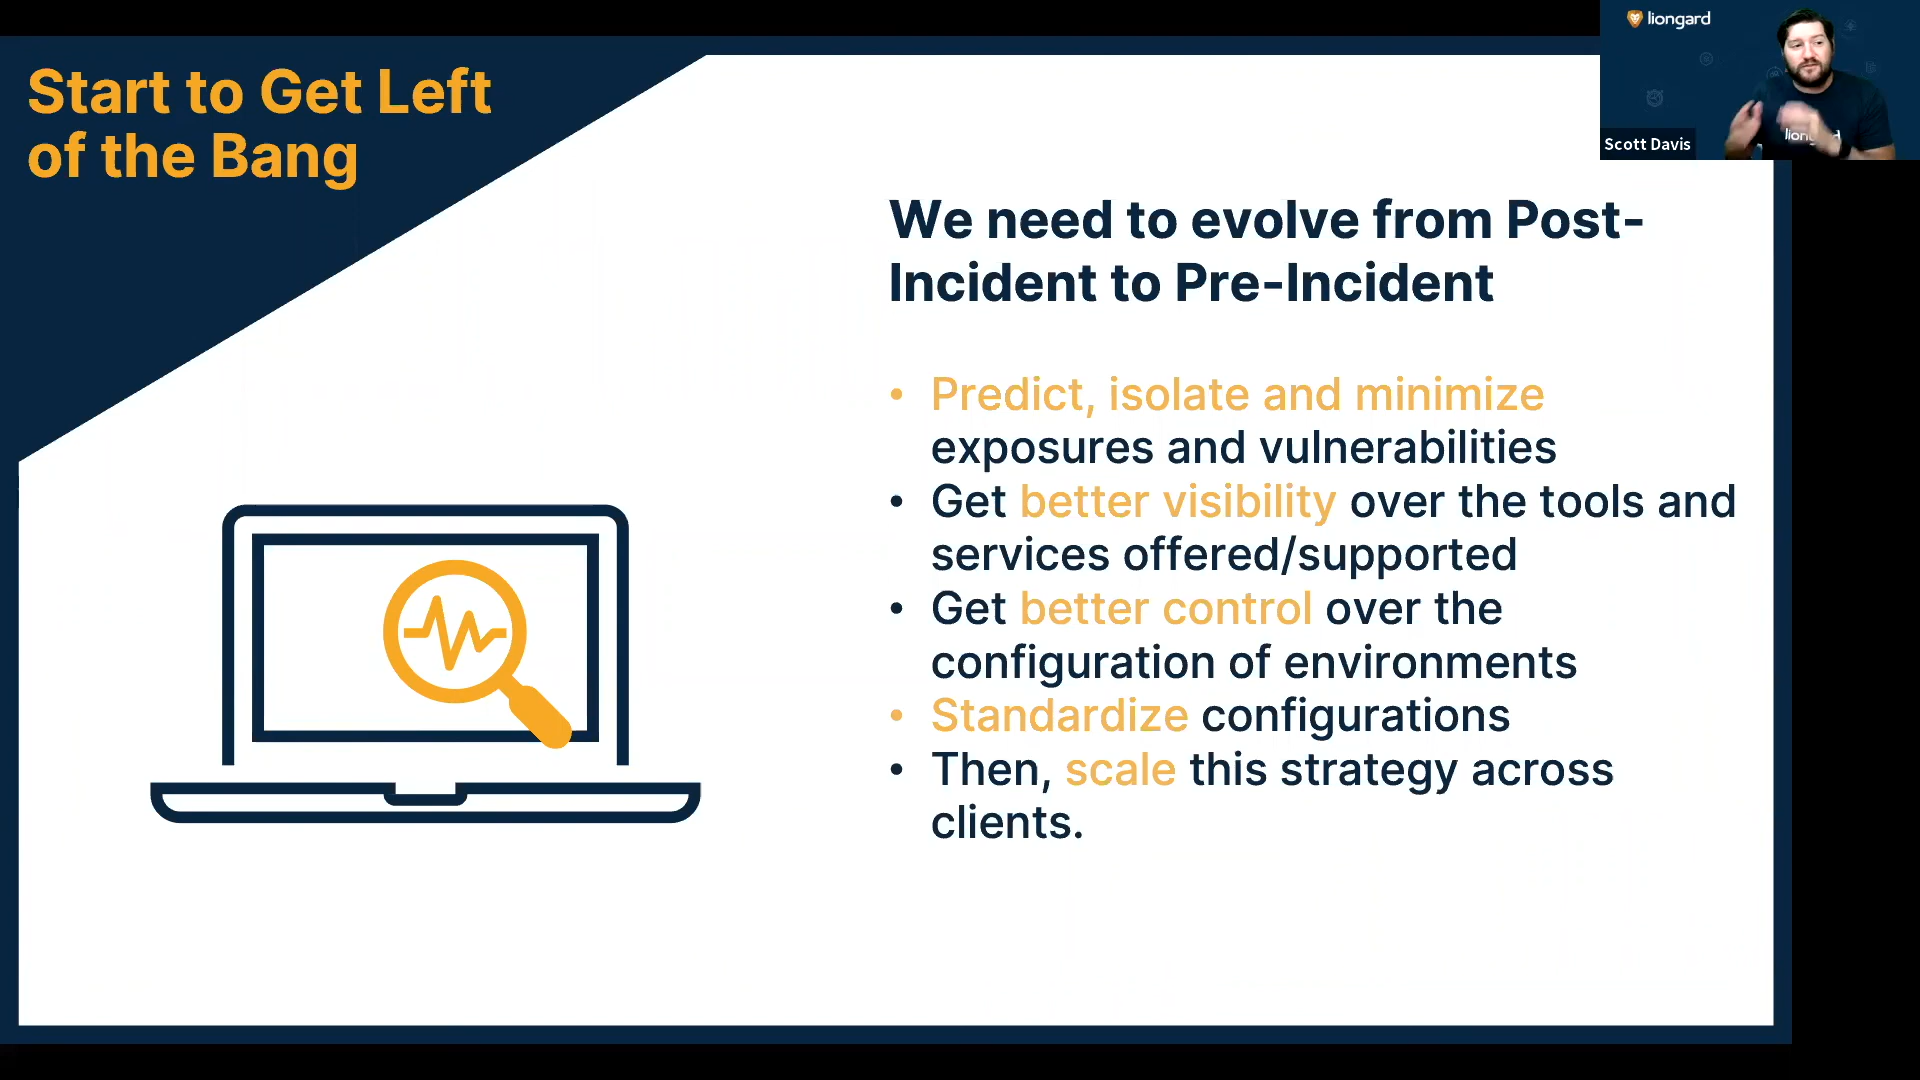 Start to Get Left
of the Bang
liongard
Scott Davis
We need to evolve from Post-
Incident to Pre-Incident
• Predict, isolate and minimize
exposures and vulnerabilities
• Get better visibility over the tools and
services offered/supported
• Get better control over the
configuration of environments
• Standardize configurations
• Then, scale this strategy across
clients.